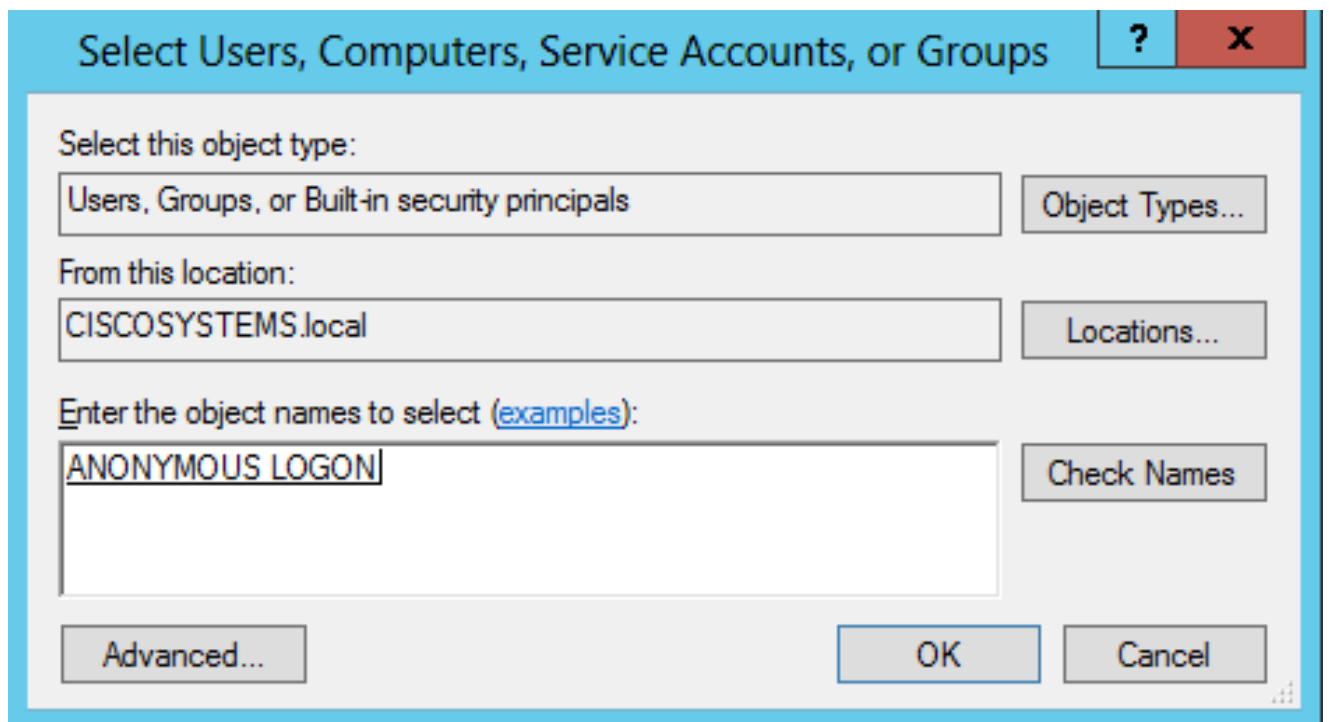 Select Users, Computers, Service Accounts, or Groups
? x
Select this object type:
Users, Groups, or Built-in security principals
Object Types...
From this location:
CISCOSYSTEMS.local
Locations...
Enter the object names to select (examples):
ANONYMOUS LOGON
Check Names
Advanced...
OK
Cancel